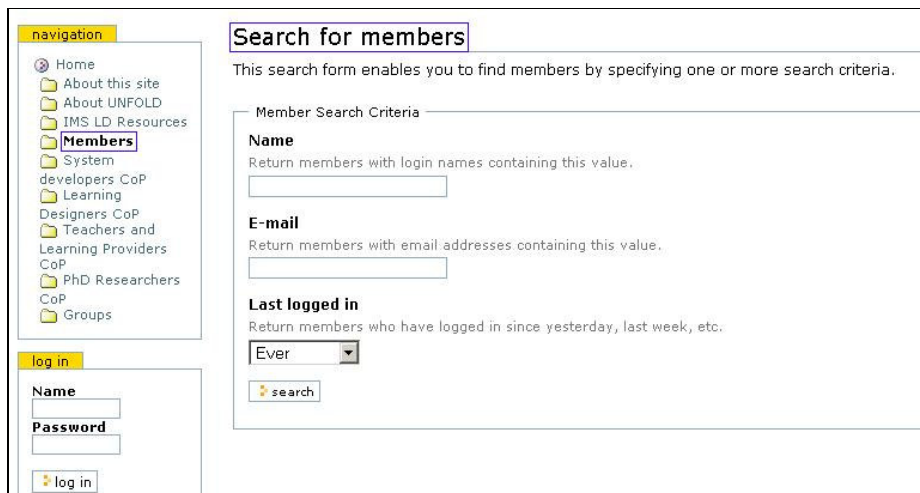 navigation
Home
About this site
About UNFOLD
IMS LD Resources
Members
System
developers CoP
Learning
Designers CoP
Teachers and
Learning Providers
CoP
PhD Researchers
CoP
Groups
log in
Name
Password
log in
Search for members
This search form enables you to find members by specifying one or more search criteria.
Member Search Criteria
Name
Return members with login names containing this value.
E-mail
Return members with email addresses containing this value.
Last logged in
Return members who have logged in since yesterday, last week, etc.
Ever
search